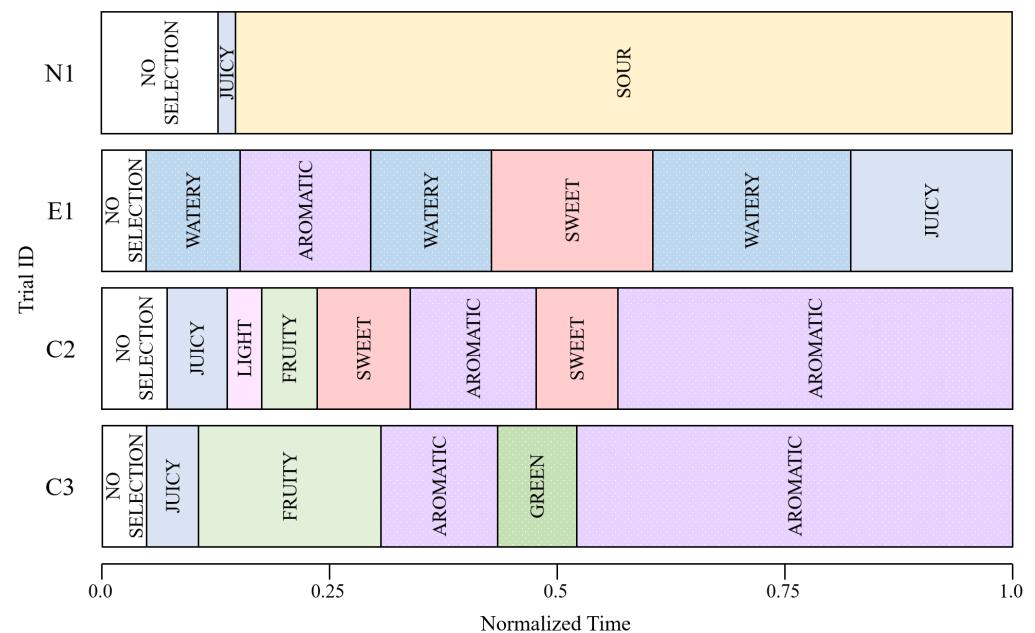 N1
NO
SELECTION
JUICY
SOUR
E1
NO
SELECTION
WATERY
AROMATIC
WATERY
SWEET
WATERY
JUICY
Trial ID
C2
NO
SELECTION
JUICY
LIGHT
FRUITY
SWEET
AROMATIC
SWEET
AROMATIC
C3
NO
SELECTION
JUICY
FRUITY
AROMATIC
GREEN
AROMATIC
0.0 0.25 0.5 0.75 1.0
Normalized Time